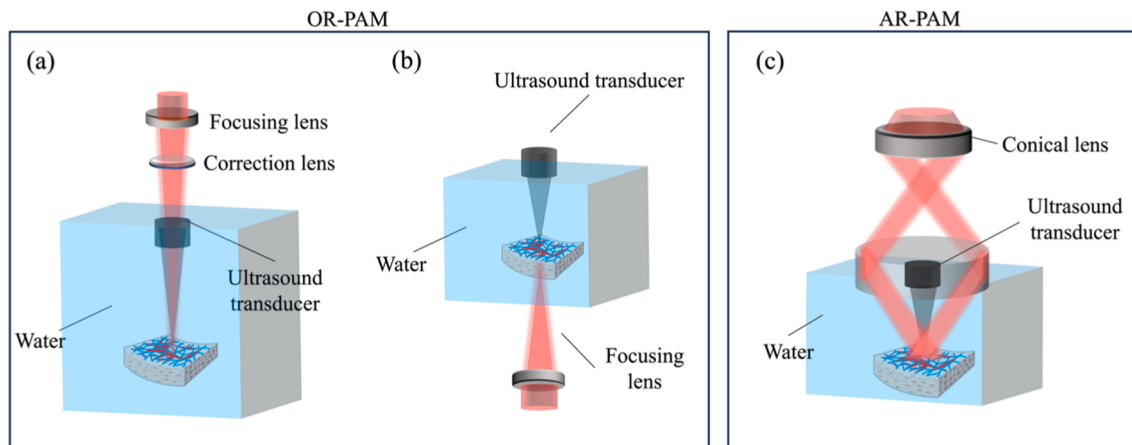 OR-PAM
AR-PAM
(a)
Focusing lens
Correction lens
Ultrasound
transducer
Water
(b)
Ultrasound transducer
Water
Focusing
lens
(c)
Conical lens
Ultrasound
transducer
Water